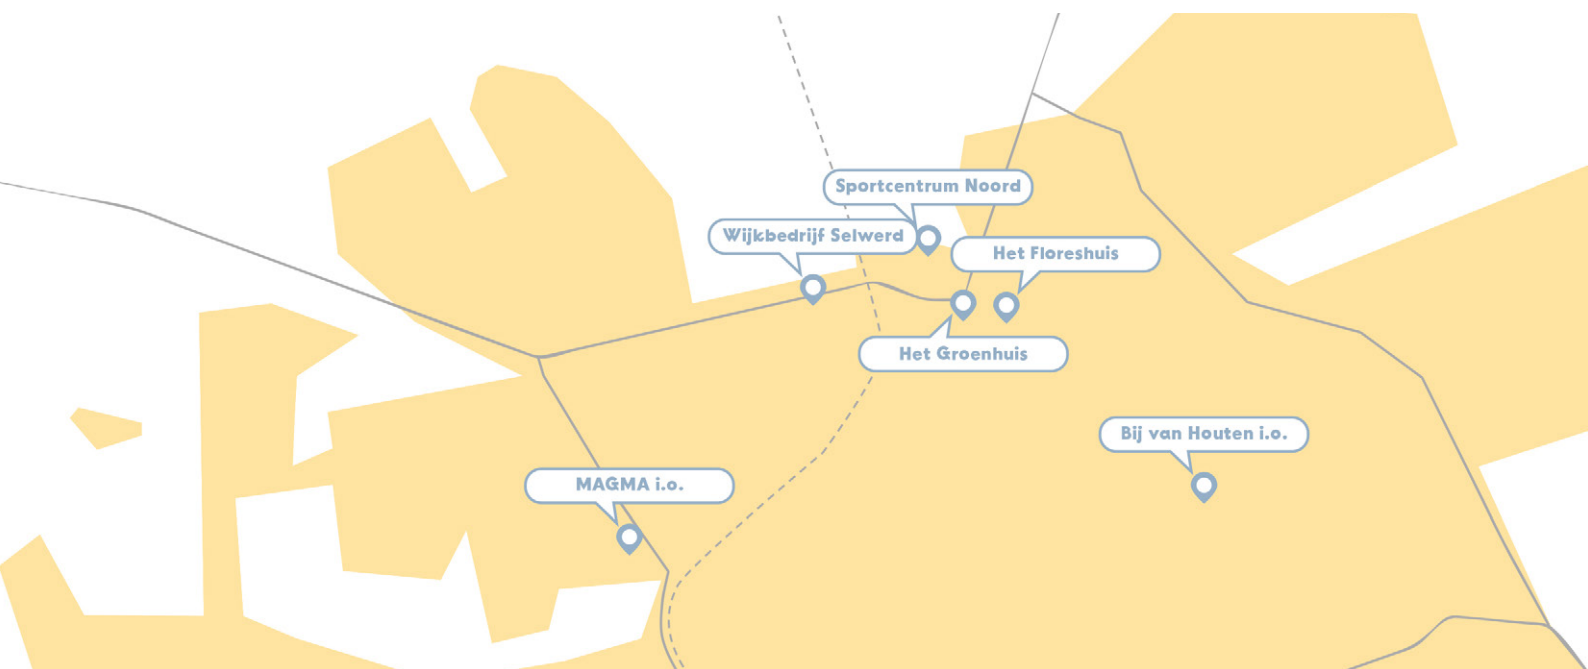 Sportcentrum Noord
Wijkbedrijf Selwerd
Het Floreshuis
Het Groenhuis
Bij van Houten i.o.
MAGMA i.o.